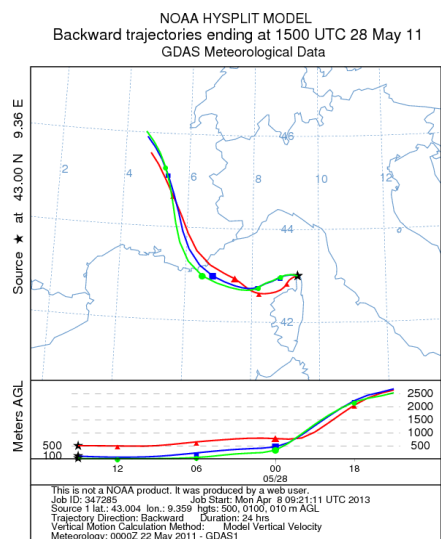 NOAA HYSPLIT MODEL
Backward trajectories ending at 1500 UTC 28 May 11
GDAS Meteorological Data
Source ★ at 43.00 N 9.36 E
46
2 4 6 8 10 12
44
42
Meters AGL
2500
2000
1500
1000
500 500
100
12 06 00 18
05/28
This is not a NOAA product. It was produced by a web user.
Job ID: 347285 Job Start: Mon Apr 8 09:21:11 UTC 2013
Source 1 lat.: 43.004 lon.: 9.359 hgts: 500, 0100, 010 m AGL
Trajectory Direction: Backward Duration: 24 hrs
Vertical Motion Calculation Method: Model Vertical Velocity
Meteorology: 0000Z 22 May 2011 - GDAS1